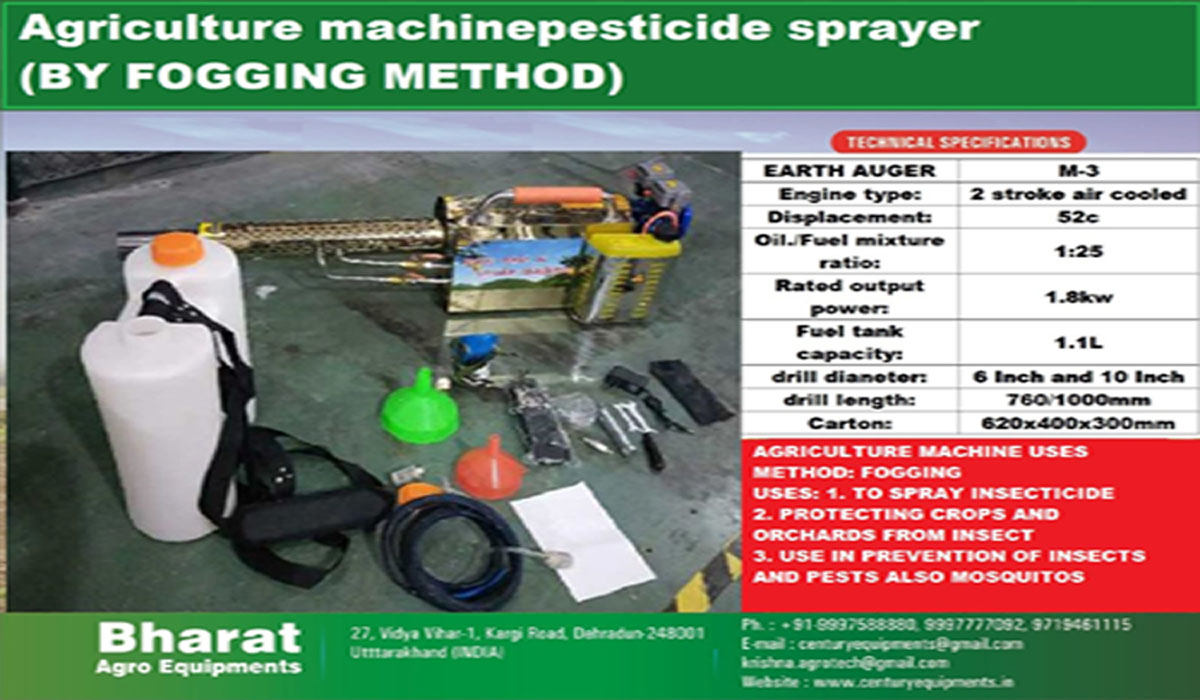 Agriculture machinepesticide sprayer
(BY FOGGING METHOD)
TECHNICAL SPECIFICATIONS
EARTH AUGER M-3
Engine type: 2 stroke air cooled
Displacement: 52c
Oil./Fuel mixture
ratio: 1:25
Rated output
power: 1.8kw
Fuel tank
capacity: 1.1L
drill dianeter: 6 Inch and 10 Inch
drill length: 760/1000mm
Carton: 620x400x300mm
AGRICULTURE MACHINE USES
METHOD: FOGGING
USES: 1. TO SPRAY INSECTICIDE
2. PROTECTING CROPS AND
ORCHARDS FROM INSECT
3. USE IN PREVENTION OF INSECTS
AND PESTS ALSO MOSQUITOS
Bharat
Agro Equipments
27, Vidya Vihar-1, Kargi Road, Dehradun-248001
Utttarakhand (INDIA)
Ph. : +91-9997588880, 9997777092, 9719461115
E-mail : centuryequipments@gmail.com
krishna.agrotech@gmail.com
Website : www.centuryequipments.in